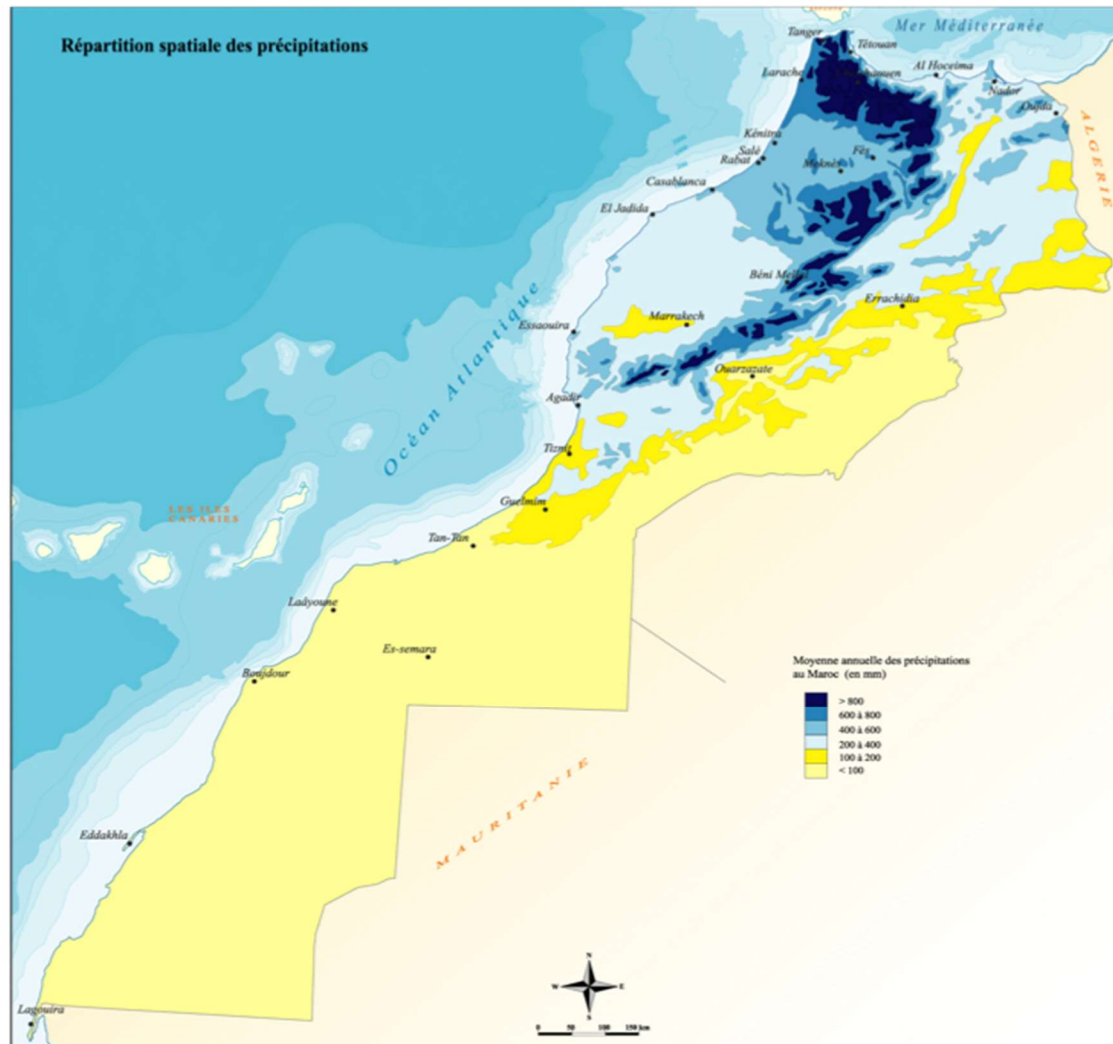 Répartition spatiale des précipitations
Mer Méditerranée
Tanger
Tétouan
Larache
Al Hoceima
Nador
Oujda
ALGERIE
Kénitra
Salé
Rabat
Fès
Meknès
Casablanca
El Jadida
Béni Mellal
Errachidia
Océan Atlantique
Essaouira
Marrakech
Ouarzazate
Agadir
Tiznit
LES ILES
CANARIES
Guelmim
Tan-Tan
Laâyoune
Es-semara
Boujdour
Moyenne annuelle des précipitations
au Maroc (en mm)
> 800
600 à 800
400 à 600
200 à 400
100 à 200
< 100
MAURITANIE
Eddakhla
Lagouira
N
W E
S
0 50 100 150 km